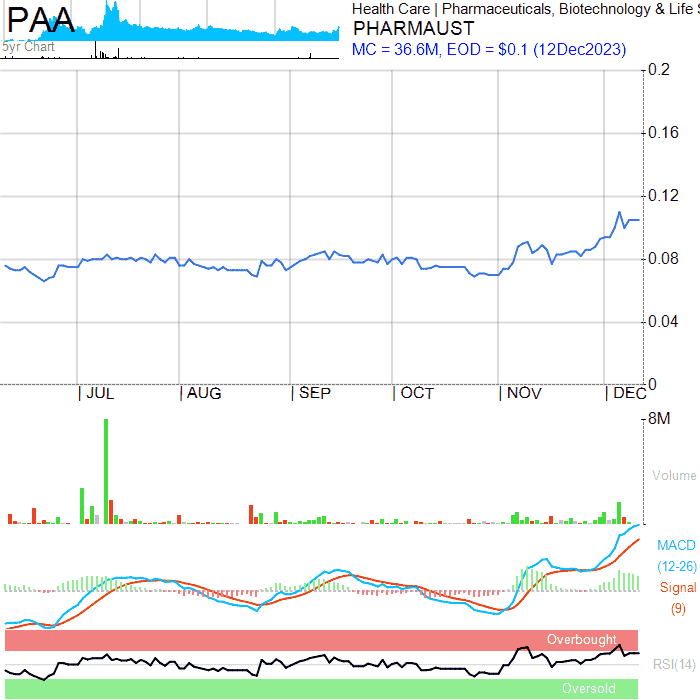 PAA
5yr Chart
Health Care | Pharmaceuticals, Biotechnology & Life S
PHARMAUST
MC = 36.6M, EOD = $0.1 (12Dec2023)
0.2
0.16
0.12
0.08
0.04
0
| JUL | AUG | SEP | OCT | NOV | DEC
8M
Volume
MACD
(12-26)
Signal
(9)
Overbought
RSI(14)
Oversold